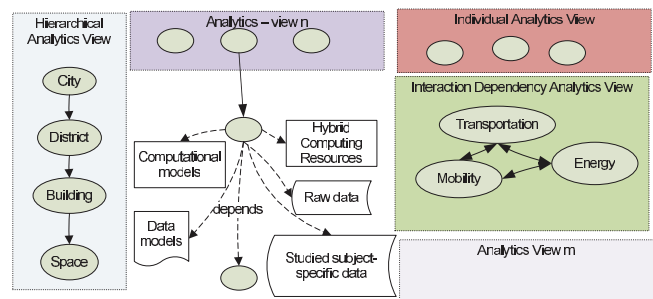 Hierarchical
Analytics View
City
District
Building
Space
Analytics – view n
Computational
models
Hybrid
Computing
Resources
Raw data
depends
Data
models
Studied subject-
specific data
Individual Analytics View
Interaction Dependency Analytics View
Transportation
Mobility
Energy
Analytics View m